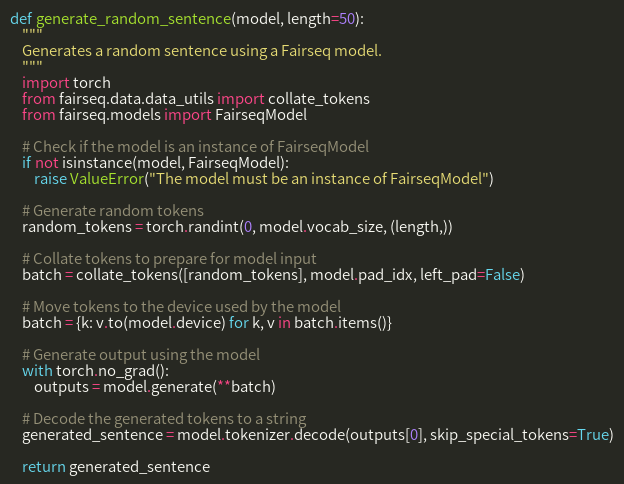 def generate_random_sentence(model, length=50):
    """
    Generates a random sentence using a Fairseq model.
    """
    import torch
    from fairseq.data.data_utils import collate_tokens
    from fairseq.models import FairseqModel

    # Check if the model is an instance of FairseqModel
    if not isinstance(model, FairseqModel):
        raise ValueError("The model must be an instance of FairseqModel")

    # Generate random tokens
    random_tokens = torch.randint(0, model.vocab_size, (length,))

    # Collate tokens to prepare for model input
    batch = collate_tokens([random_tokens], model.pad_idx, left_pad=False)

    # Move tokens to the device used by the model
    batch = {k: v.to(model.device) for k, v in batch.items()}

    # Generate output using the model
    with torch.no_grad():
        outputs = model.generate(**batch)

    # Decode the generated tokens to a string
    generated_sentence = model.tokenizer.decode(outputs[0], skip_special_tokens=True)

    return generated_sentence